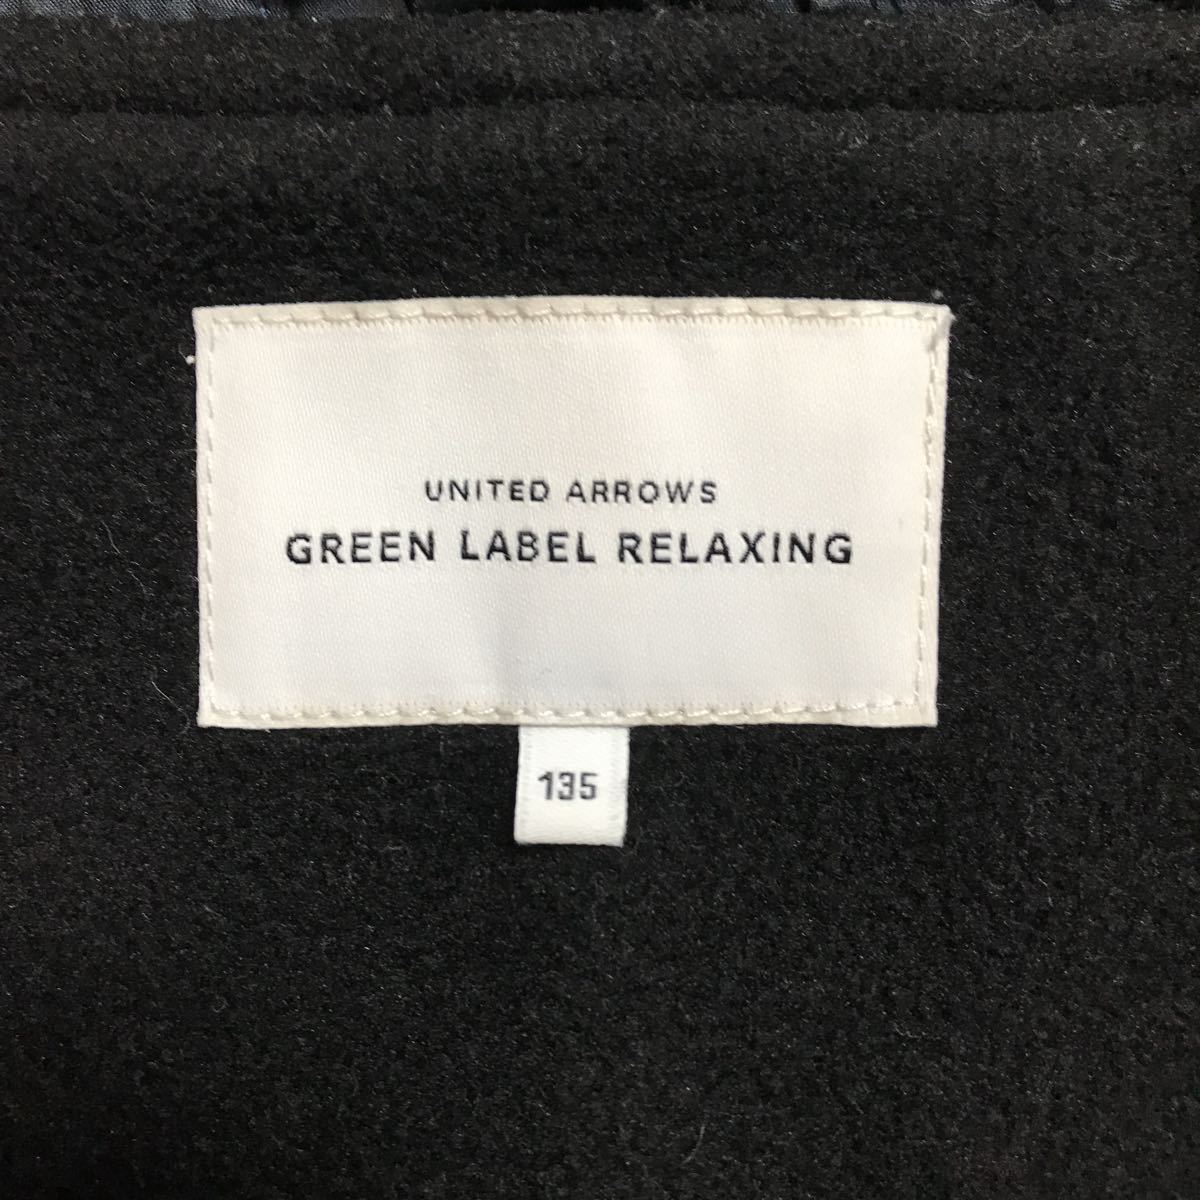 UNITED ARROWS
GREEN LABEL RELAXING
135